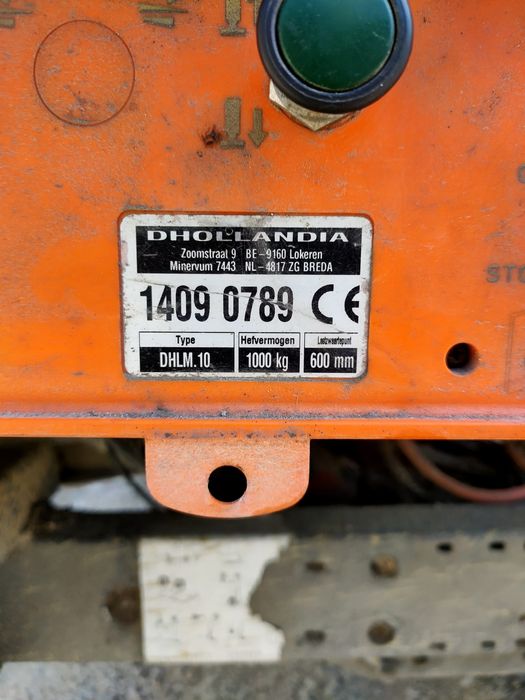 DHOLLANDIA
Zoomstraat 9 BE-9160 Lokeren
Minervum 7443 NL-4817 ZG BREDA
1409 0789 CE
Type Hefvermogen Lastzwaartepunt
DHLM.10 1000 kg 600 mm